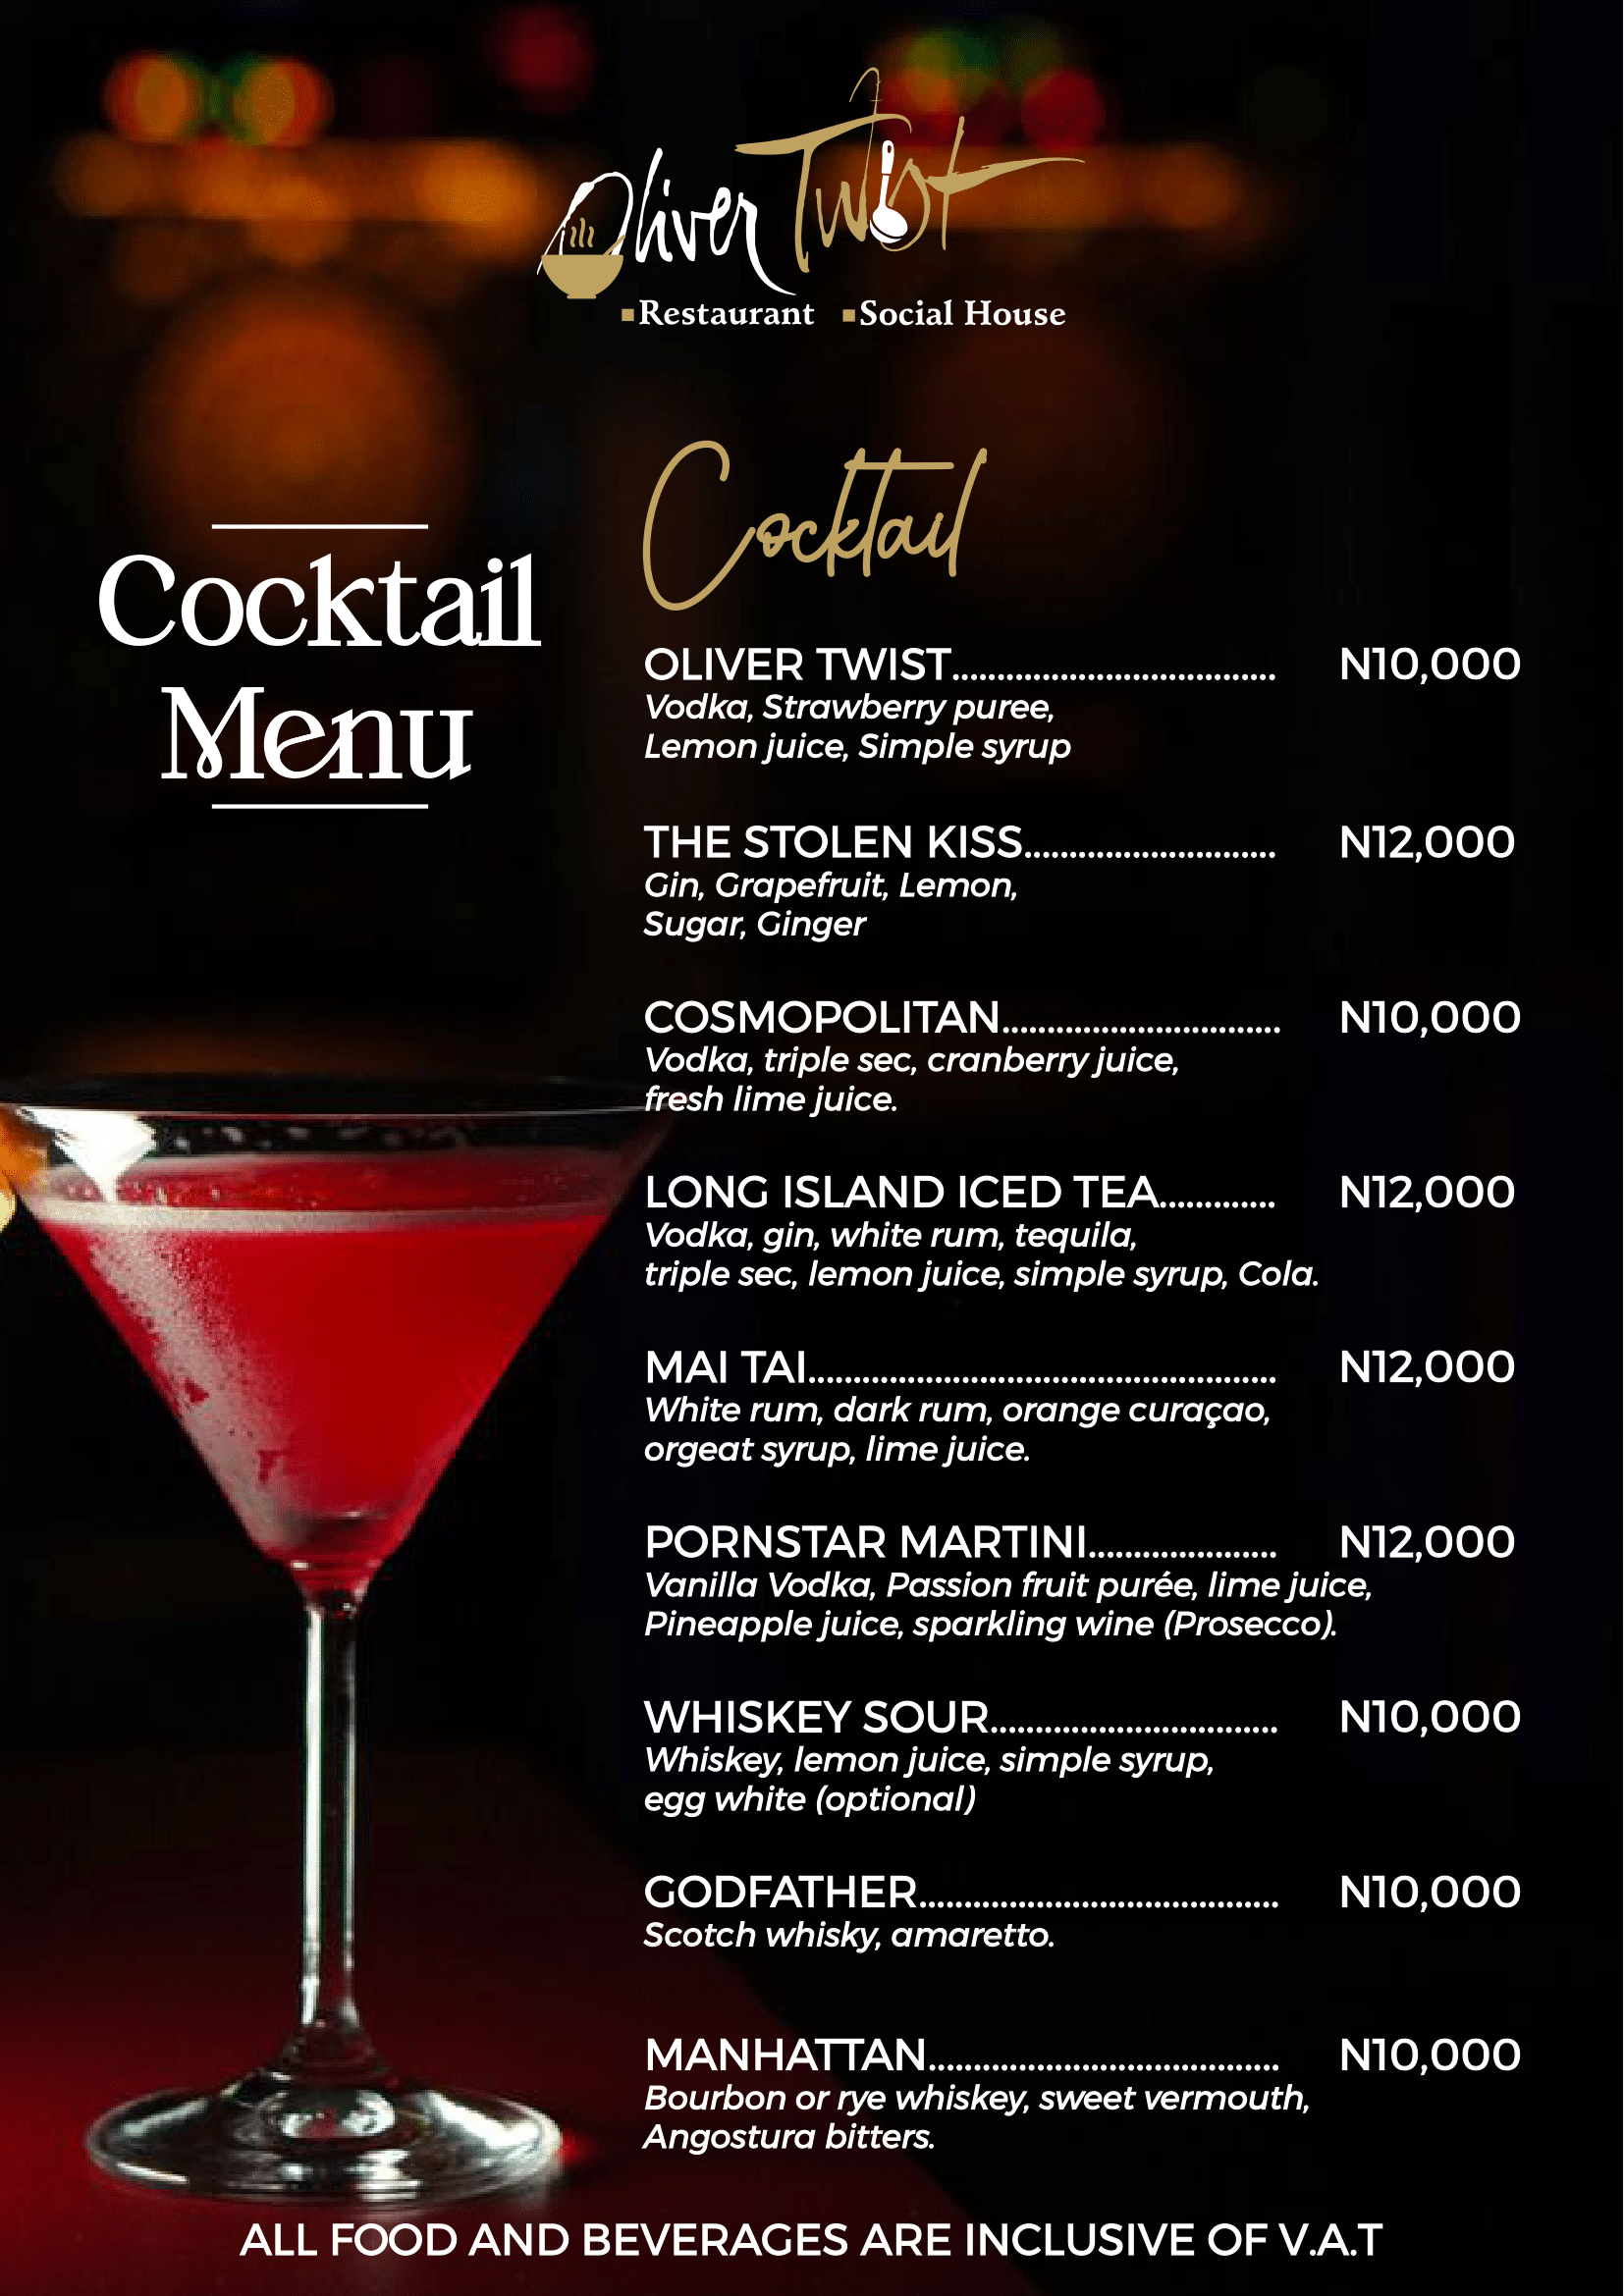 Oliver Twist
Restaurant Social House
Cocktail
Menu
Cocktail
OLIVER TWIST.................................... N10,000
Vodka, Strawberry puree,
Lemon juice, Simple syrup
THE STOLEN KISS............................ N12,000
Gin, Grapefruit, Lemon,
Sugar, Ginger
COSMOPOLITAN............................... N10,000
Vodka, triple sec, cranberry juice,
fresh lime juice.
LONG ISLAND ICED TEA............. N12,000
Vodka, gin, white rum, tequila,
triple sec, lemon juice, simple syrup, Cola.
MAI TAI.................................................... N12,000
White rum, dark rum, orange curaçao,
orgeat syrup, lime juice.
PORNSTAR MARTINI..................... N12,000
Vanilla Vodka, Passion fruit purée, lime juice,
Pineapple juice, sparkling wine (Prosecco).
WHISKEY SOUR................................ N10,000
Whiskey, lemon juice, simple syrup,
egg white (optional)
GODFATHER........................................ N10,000
Scotch whisky, amaretto.
MANHATTAN....................................... N10,000
Bourbon or rye whiskey, sweet vermouth,
Angostura bitters.
ALL FOOD AND BEVERAGES ARE INCLUSIVE OF V.A.T